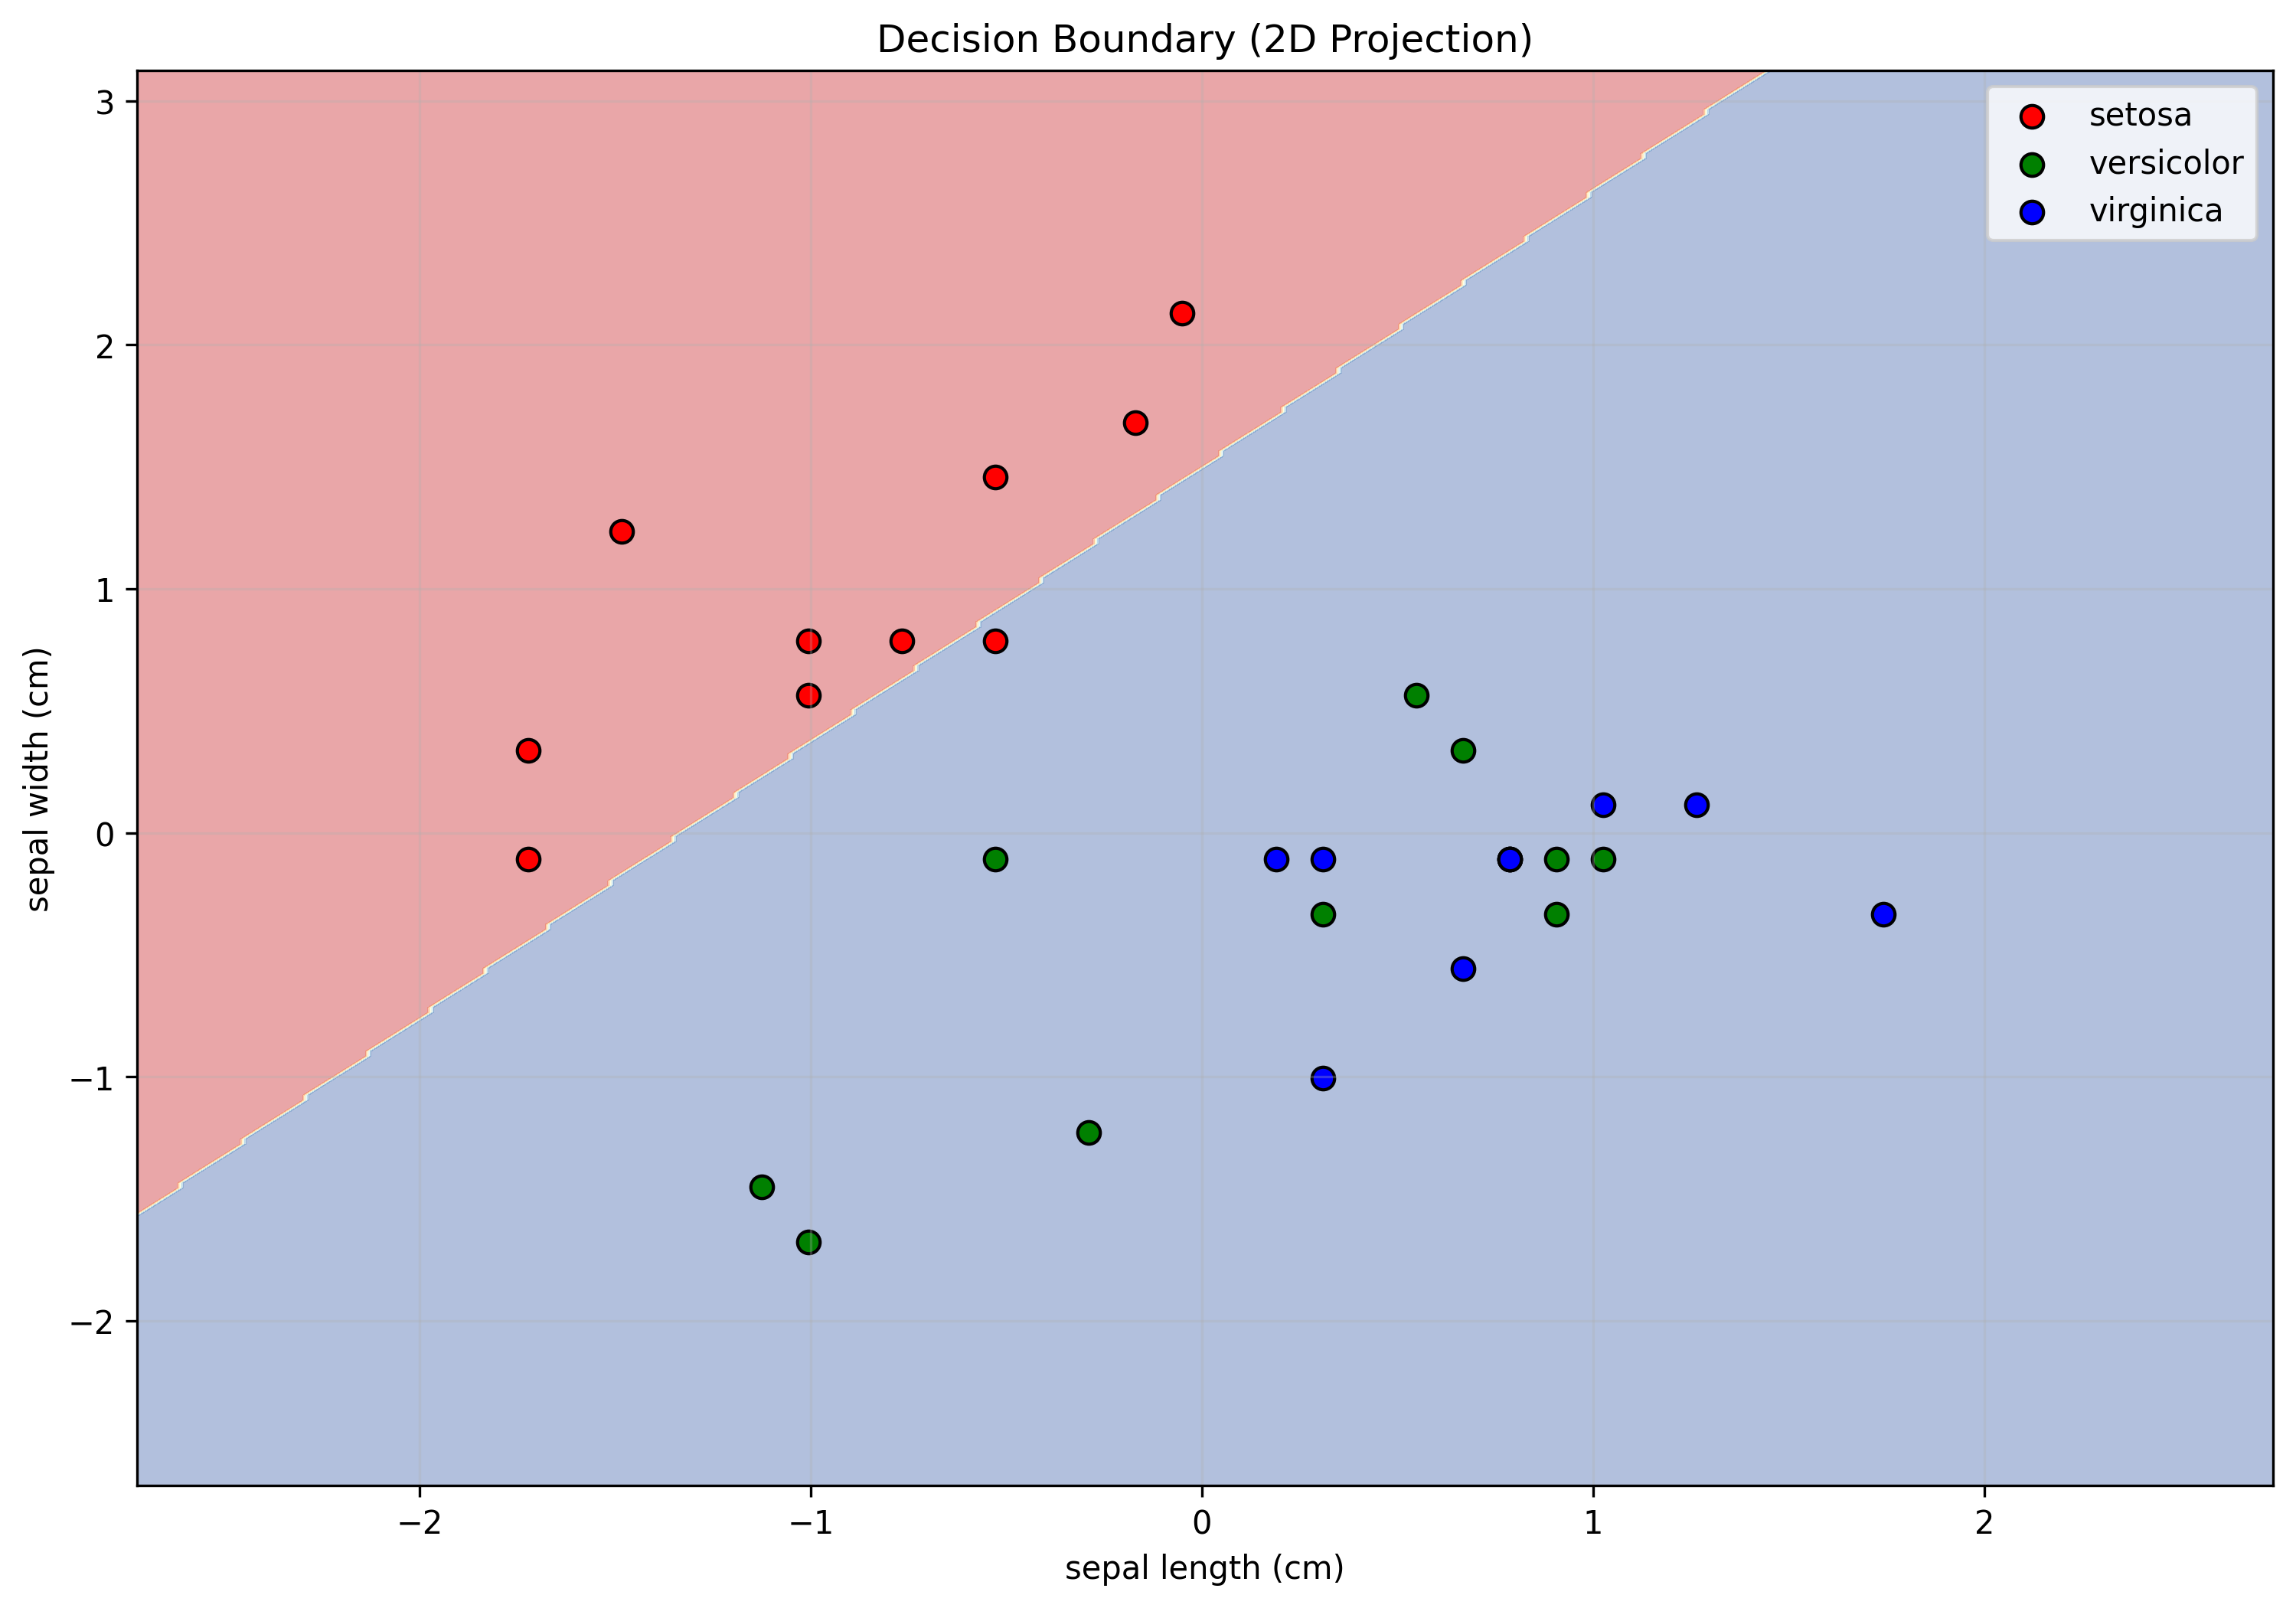 Decision Boundary (2D Projection)
setosa
versicolor
virginica
3
2
1
0
−1
−2
sepal width (cm)
−2
−1
0
1
2
sepal length (cm)